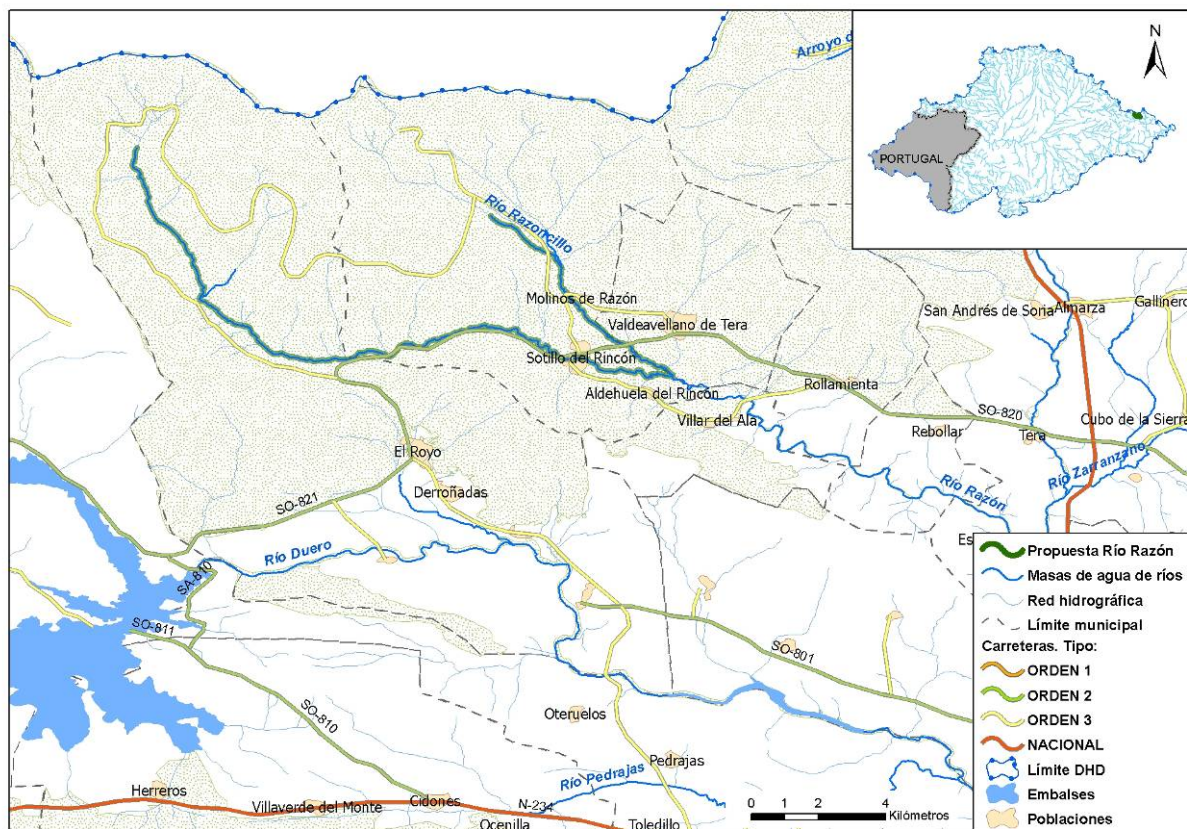 Arroyo d
N
PORTUGAL
Río Razoncillo
Molinos de Razón
Valdeavellano de Tera
San Andrés de Soria
Almarza
Gallinero
Sotillo del Rincón
Aldehuela del Rincón
Rollamienta
Villar del Ala
SO-820
Rebollar
Tera
Cubo de la Sierra
Río Zarranzano
El Royo
Derroñadas
SO-821
Río Razón
Es
Río Duero
SA-810
SO-811
SO-801
SO-810
Oteruelos
Pedrajas
Río Pedrajas
Herreros
Villaverde del Monte
Cidones
N-234
Ocenilla
Toledillo
0 1 2 4
Kilómetros
Propuesta Río Razón
Masas de agua de ríos
Red hidrográfica
Límite municipal
Carreteras. Tipo:
ORDEN 1
ORDEN 2
ORDEN 3
NACIONAL
Límite DHD
Embalses
Poblaciones